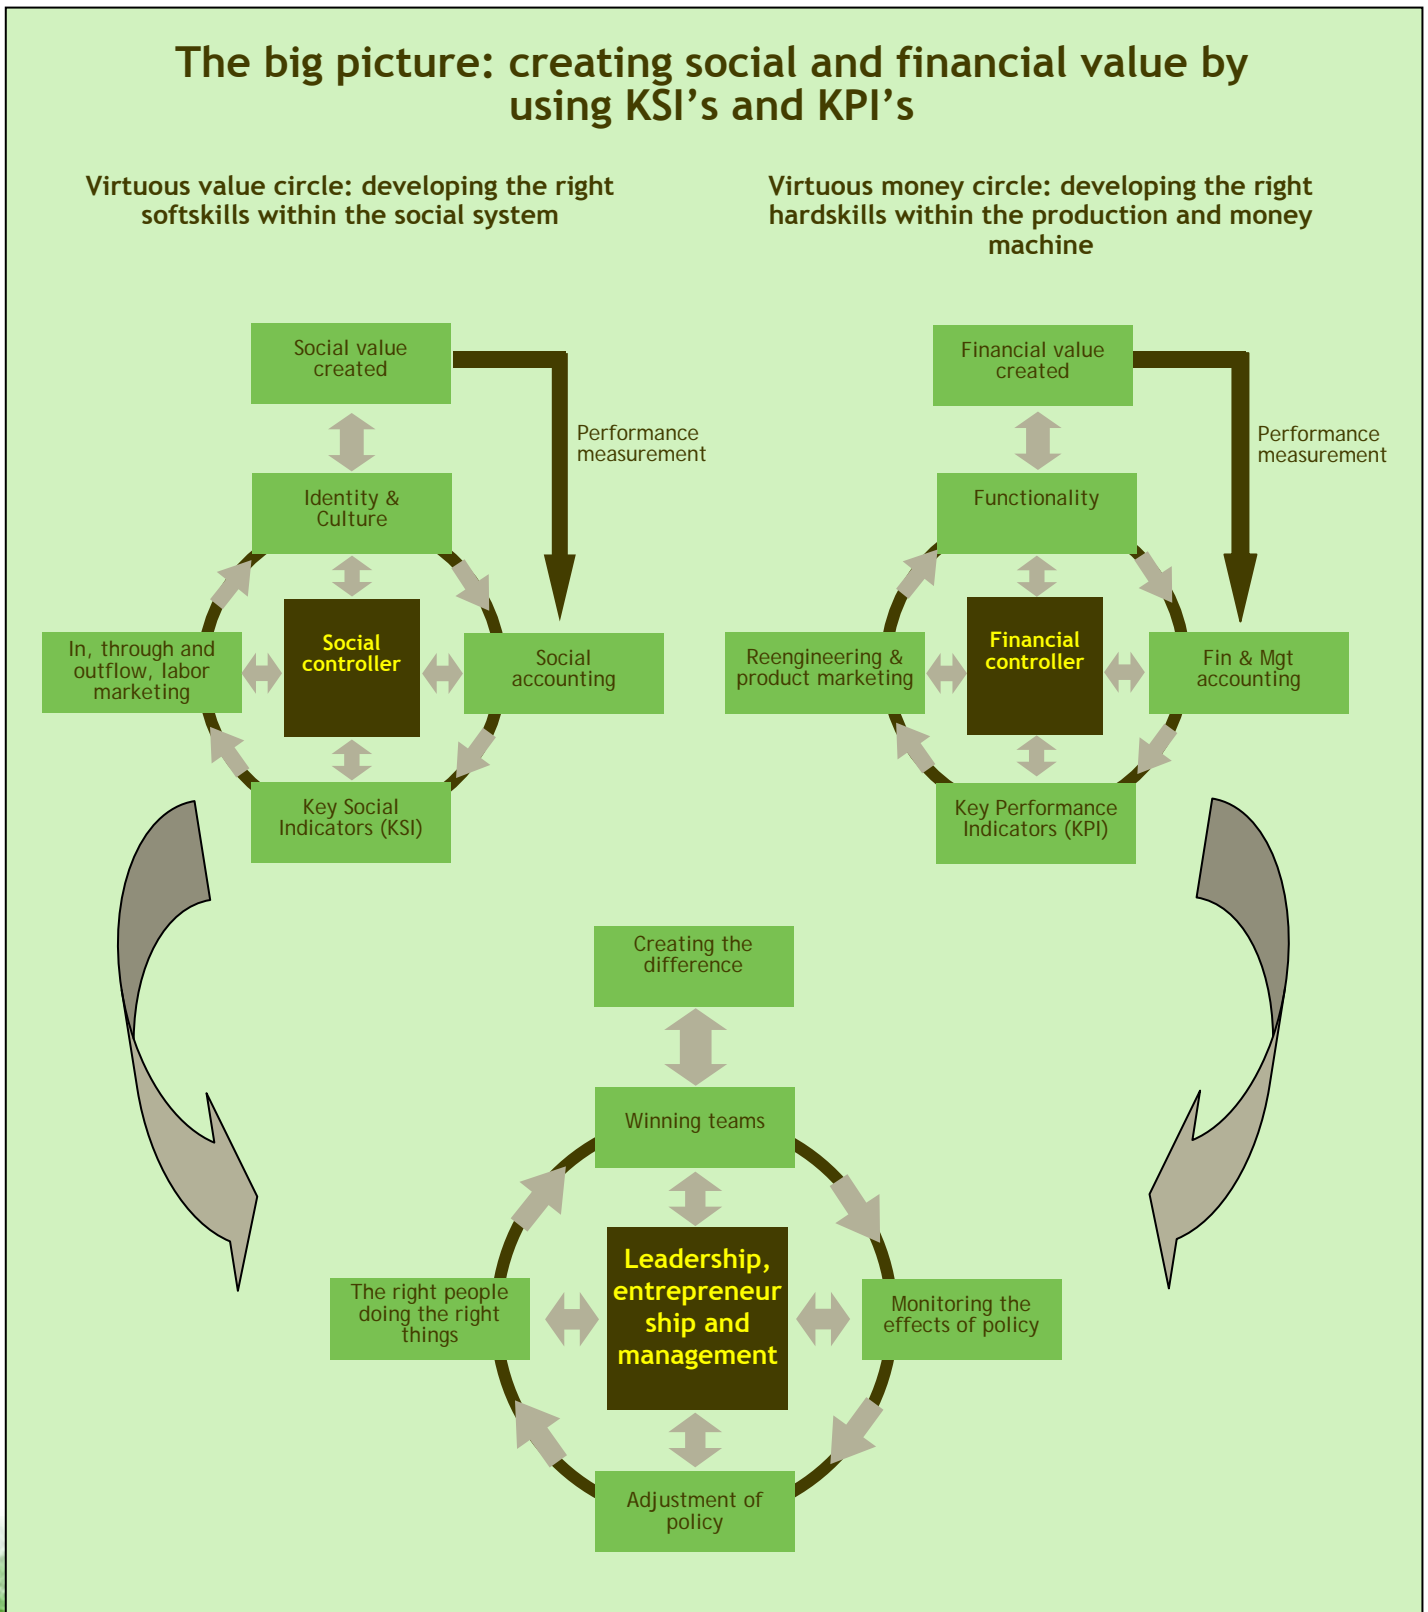 The big picture: creating social and financial value by
using KSI’s and KPI’s
Virtuous value circle: developing the right
softskills within the social system
Virtuous money circle: developing the right
hardskills within the production and money
machine
Social value
created
Performance
measurement
Identity &
Culture
Social
controller
In, through and
outflow, labor
marketing
Social
accounting
Key Social
Indicators (KSI)
Financial value
created
Performance
measurement
Functionality
Financial
controller
Reengineering &
product marketing
Fin & Mgt
accounting
Key Performance
Indicators (KPI)
Creating the
difference
Winning teams
Leadership,
entrepreneur
ship and
management
The right people
doing the right
things
Monitoring the
effects of policy
Adjustment of
policy